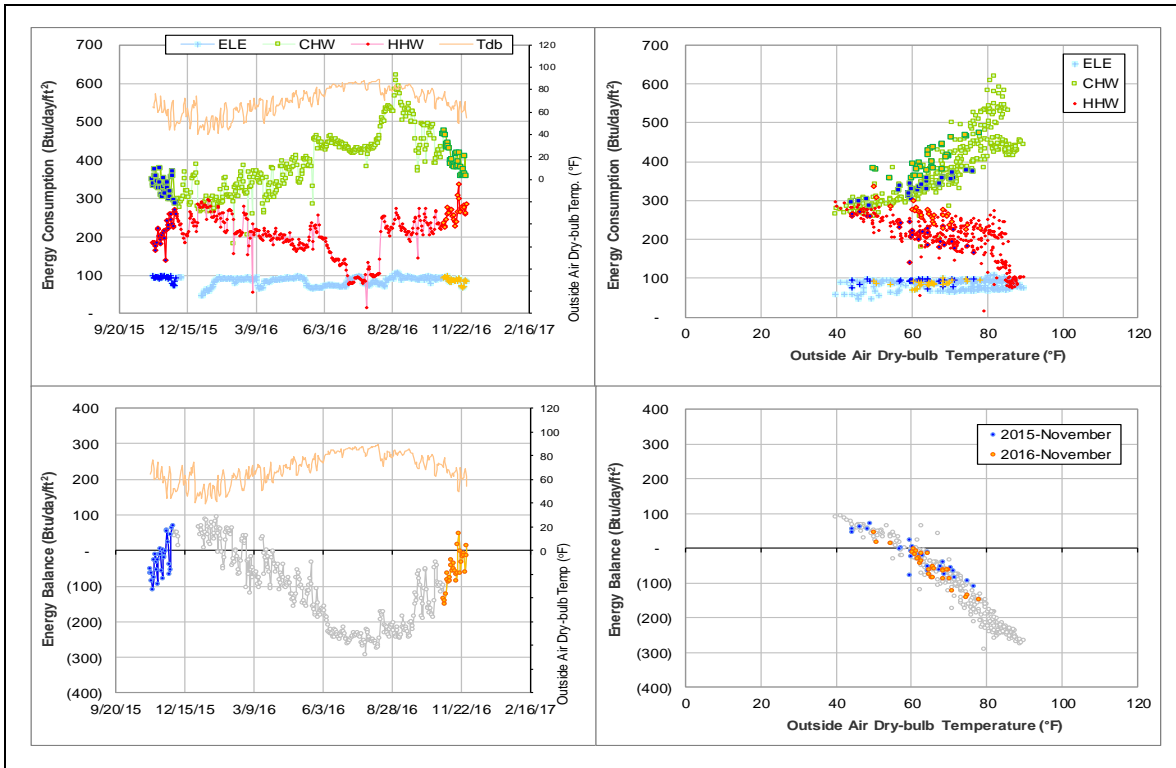 ELE CHW HHW Tdb
Energy Consumption (Btu/day/ft²)
700
600
500
400
300
200
100
-
9/20/15 12/15/15 3/9/16 6/3/16 8/28/16 11/22/16 2/16/17
120
100
80
60
40
20
0
Outside Air Dry-bulb Temp. (°F)
Energy Consumption (Btu/day/ft²)
700
600
500
400
300
200
100
-
0 20 40 60 80 100 120
Outside Air Dry-bulb Temperature (°F)
ELE
CHW
HHW
Energy Balance (Btu/day/ft²)
400
300
200
100
-
(100)
(200)
(300)
(400)
9/20/15 12/15/15 3/9/16 6/3/16 8/28/16 11/22/16 2/16/17
120
100
80
60
40
20
0
Outside Air Dry-bulb Temp (°F)
Energy Balance (Btu/day/ft²)
400
300
200
100
-
(100)
(200)
(300)
(400)
0 20 40 60 80 100 120
Outside Air Dry-bulb Temperature (°F)
2015-November
2016-November